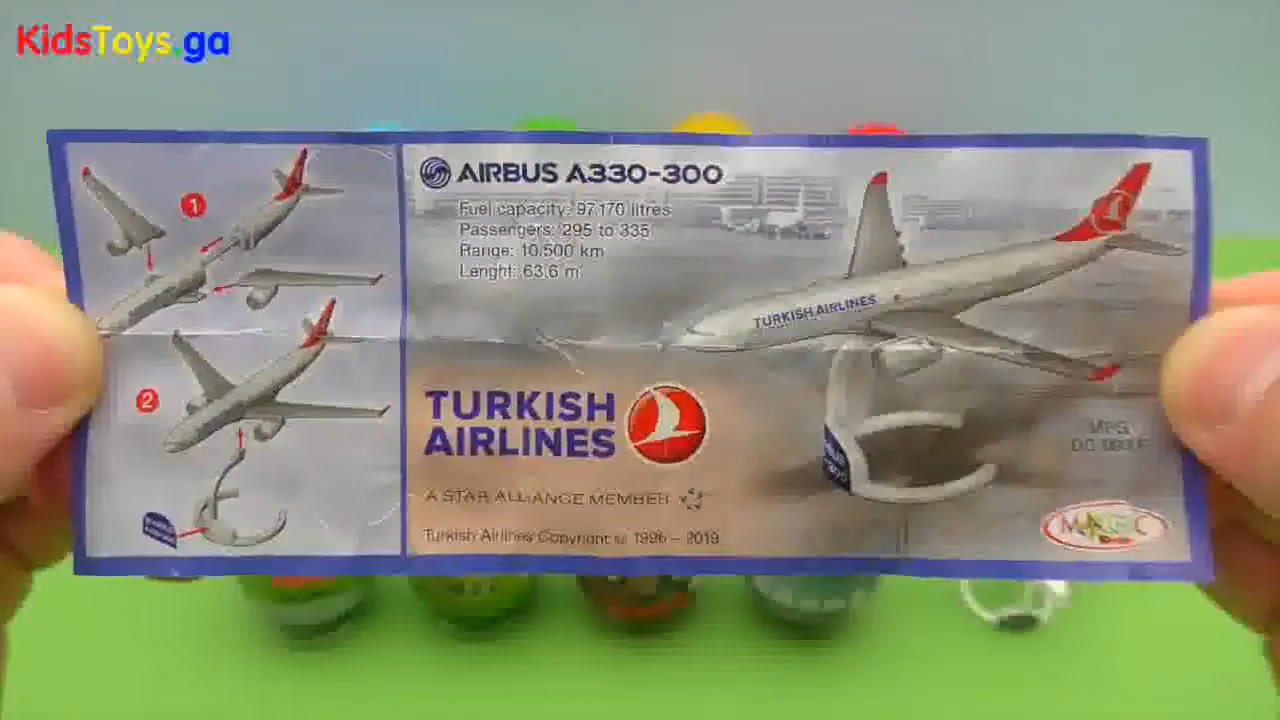 KidsToys.ga
1
2
AIRBUS A330-300
Fuel capacity: 97.170 litres
Passengers: 295 to 335
Range: 10.500 km
Lenght: 63.6 m
TURKISH AIRLINES
TURKISH
AIRLINES
A STAR ALLIANCE MEMBER
Turkish Airlines Copyright © 1996 – 2019